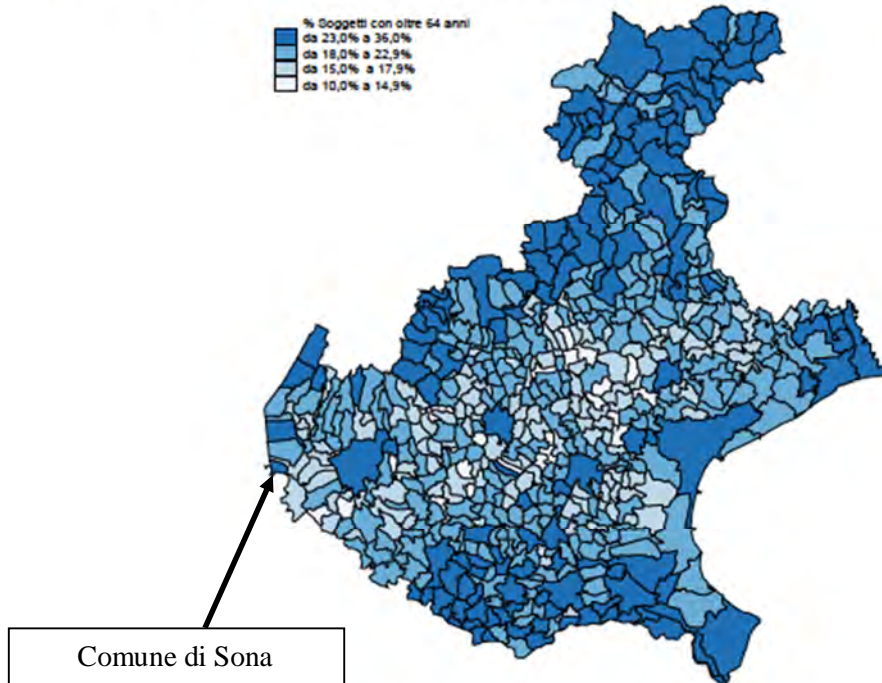 % Soggetti con oltre 64 anni
da 23,0% a 36,0%
da 18,0% a 22,9%
da 15,0% a 17,9%
da 10,0% a 14,9%
Comune di Sona